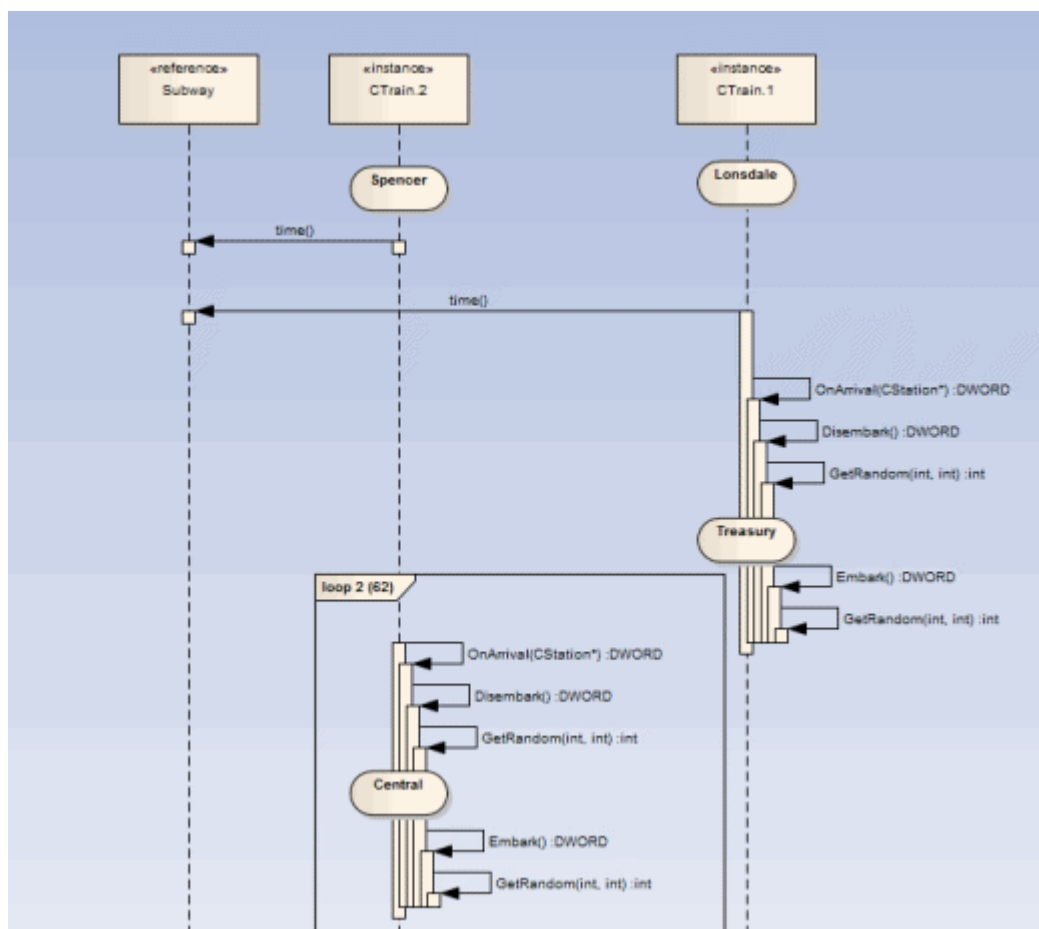 «reference»
Subway
«instance»
CTrain.2
«instance»
CTrain.1
Spencer
Lonsdale
time()
time()
OnArrival(CStation*) :DWORD
Disembark() :DWORD
GetRandom(int, int) :int
Treasury
Embark() :DWORD
loop 2 (62)
GetRandom(int, int) :int
OnArrival(CStation*) :DWORD
Disembark() :DWORD
GetRandom(int, int) :int
Central
Embark() :DWORD
GetRandom(int, int) :int